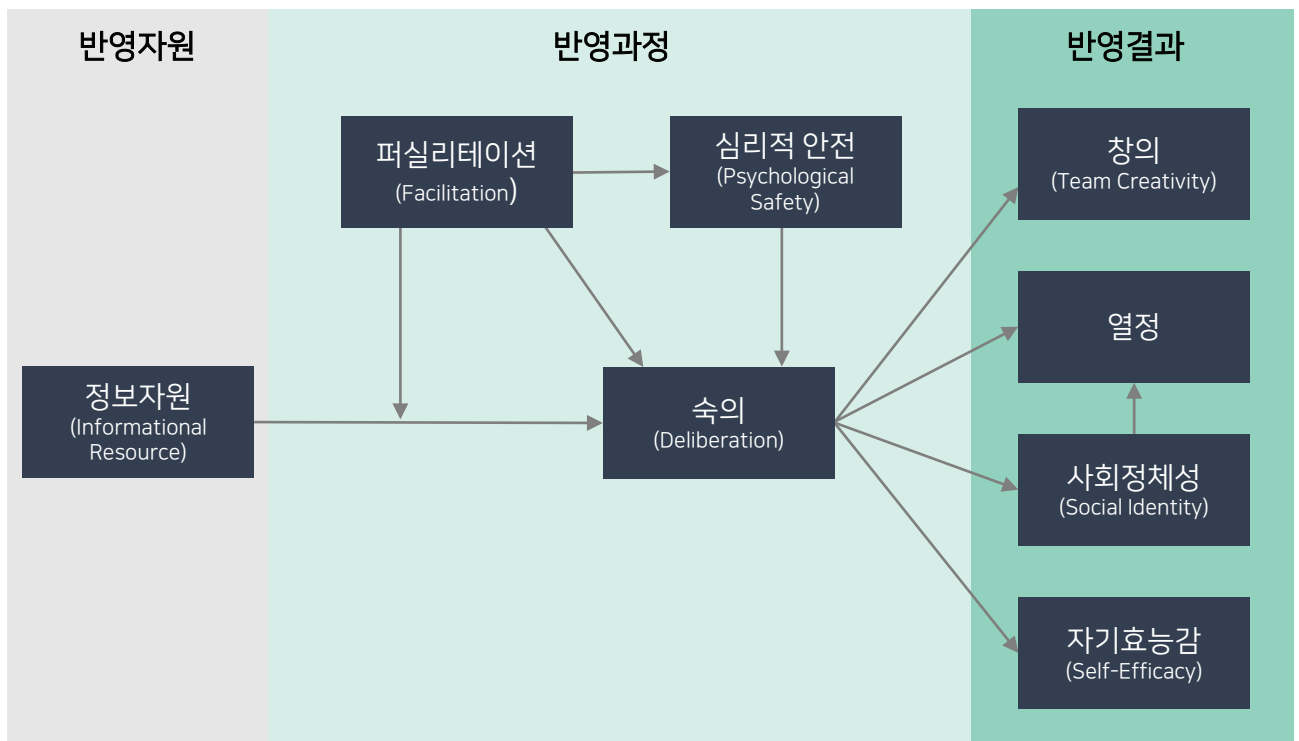 반영자원
반영과정
반영결과
퍼실리테이션
(Facilitation)
심리적 안전
(Psychological
Safety)
창의
(Team Creativity)
열정
정보자원
(Informational
Resource)
숙의
(Deliberation)
사회정체성
(Social Identity)
자기효능감
(Self-Efficacy)